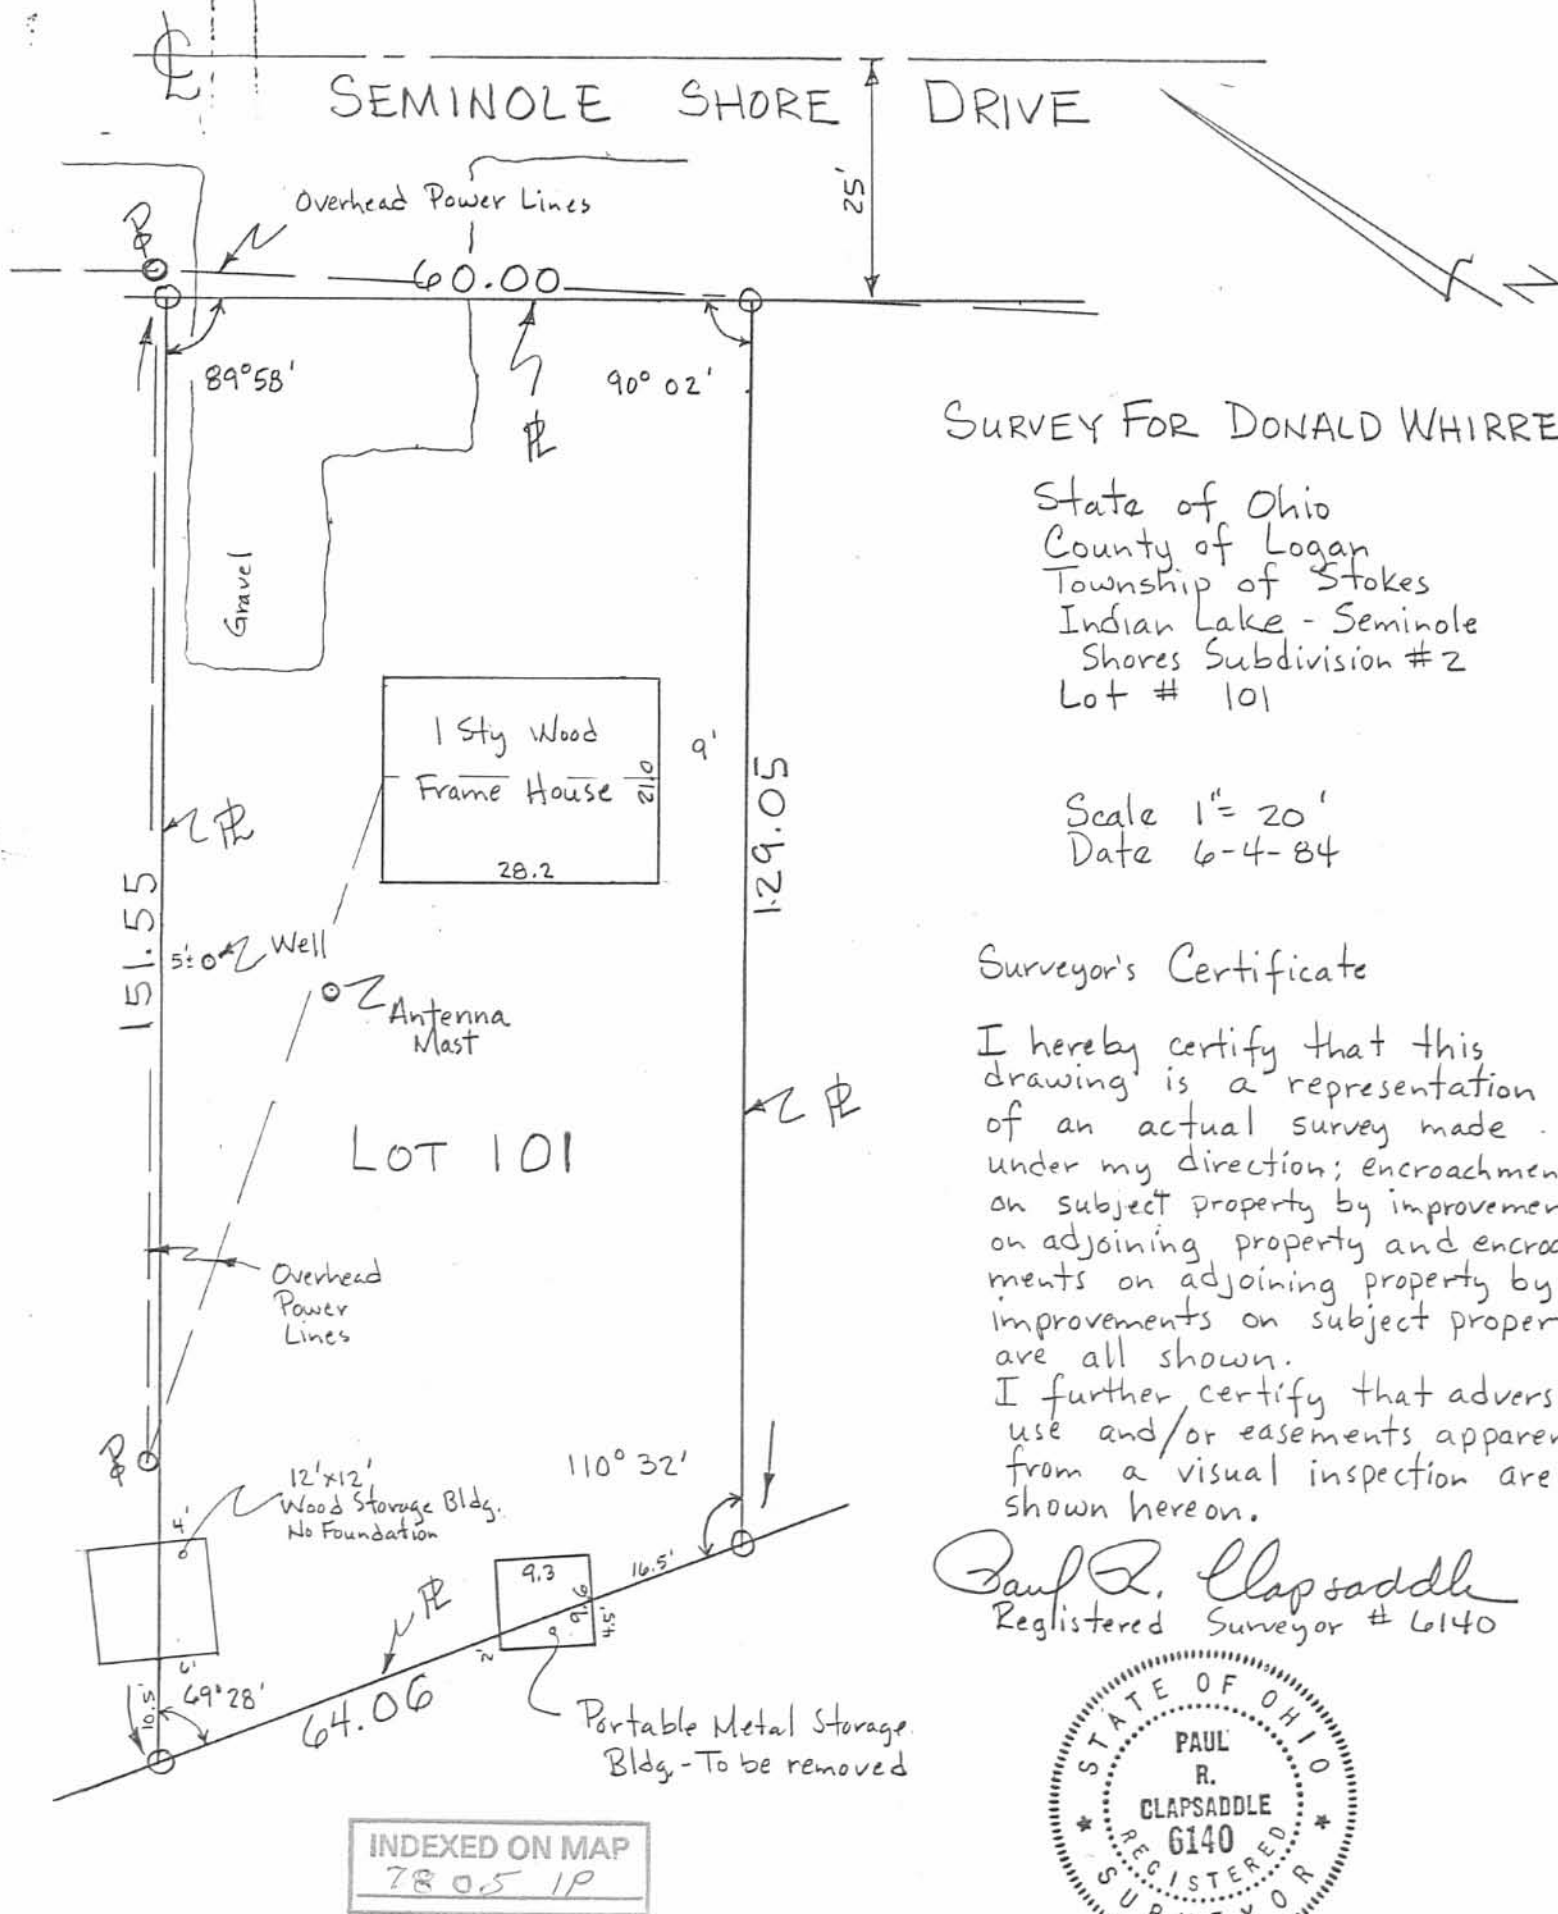 SEMINOLE SHORE DRIVE
25'
Overhead Power Lines
60.00
89°58'
90° 02'
Gravel
1 Sty Wood
Frame House
21.0
28.2
9'
151.55
129.05
5'±
Well
Antenna
Mast
LOT 101
Overhead
Power
Lines
110° 32'
12'x12'
Wood Storage Bldg.
No Foundation
4'
6'
10.5'
69°28'
64.06
9.3
9.6
16.5'
4.5'
2'
Portable Metal Storage
Bldg. - To be removed
INDEXED ON MAP
7805 1P
SURVEY FOR DONALD WHIRRE
State of Ohio
County of Logan
Township of Stokes
Indian Lake - Seminole
Shores Subdivision #2
Lot # 101
Scale 1"= 20'
Date 6-4-84
Surveyor's Certificate
I hereby certify that this
drawing is a representation
of an actual survey made
under my direction; encroachmen
on subject property by improvemen
on adjoining property and encroa
ments on adjoining property by
improvements on subject proper
are all shown.
I further certify that advers
use and/or easements apparen
from a visual inspection are
shown hereon.
Paul R. Clapsaddle
Reglistered Surveyor # 6140
STATE OF OHIO
PAUL
R.
CLAPSADDLE
6140
REGISTERED
SURVEYOR